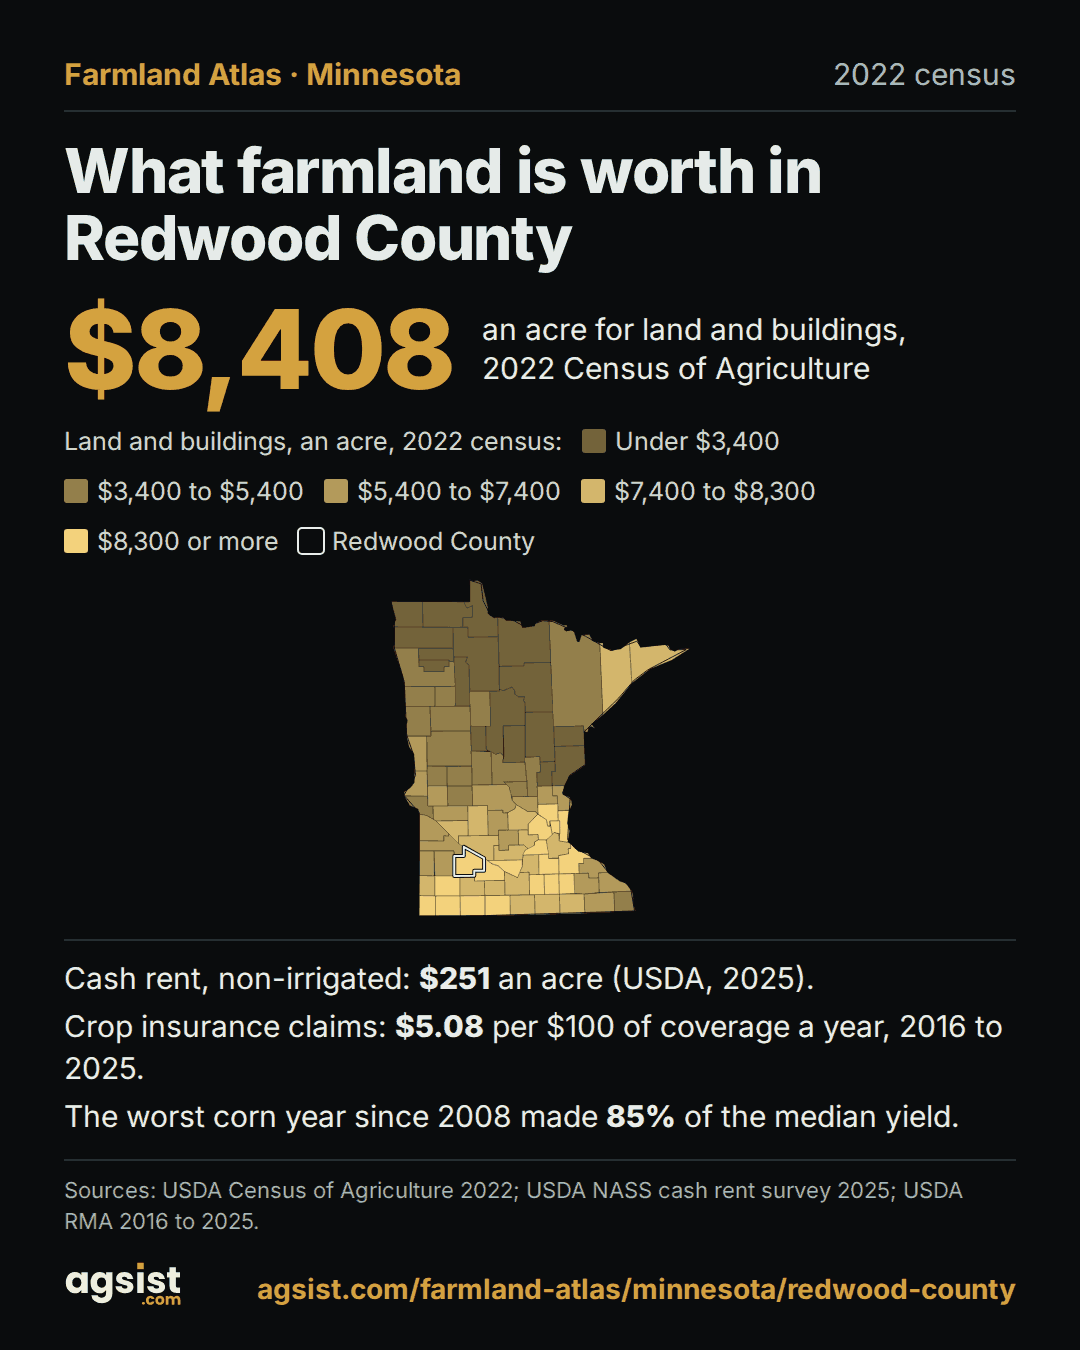 Farmland Atlas · Minnesota
2022 census
What farmland is worth in
Redwood County
$8,408
an acre for land and buildings,
2022 Census of Agriculture
Land and buildings, an acre, 2022 census: Under $3,400
$3,400 to $5,400 $5,400 to $7,400 $7,400 to $8,300
$8,300 or more Redwood County
Cash rent, non-irrigated: $251 an acre (USDA, 2025).
Crop insurance claims: $5.08 per $100 of coverage a year, 2016 to
2025.
The worst corn year since 2008 made 85% of the median yield.
Sources: USDA Census of Agriculture 2022; USDA NASS cash rent survey 2025; USDA
RMA 2016 to 2025.
agsist
.com
agsist.com/farmland-atlas/minnesota/redwood-county